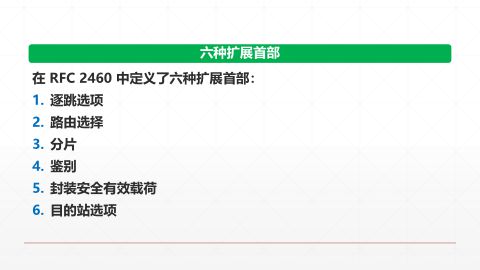 六种扩展首部
在 RFC 2460 中定义了六种扩展首部：
1. 逐跳选项
2. 路由选择
3. 分片
4. 鉴别
5. 封装安全有效载荷
6. 目的站选项